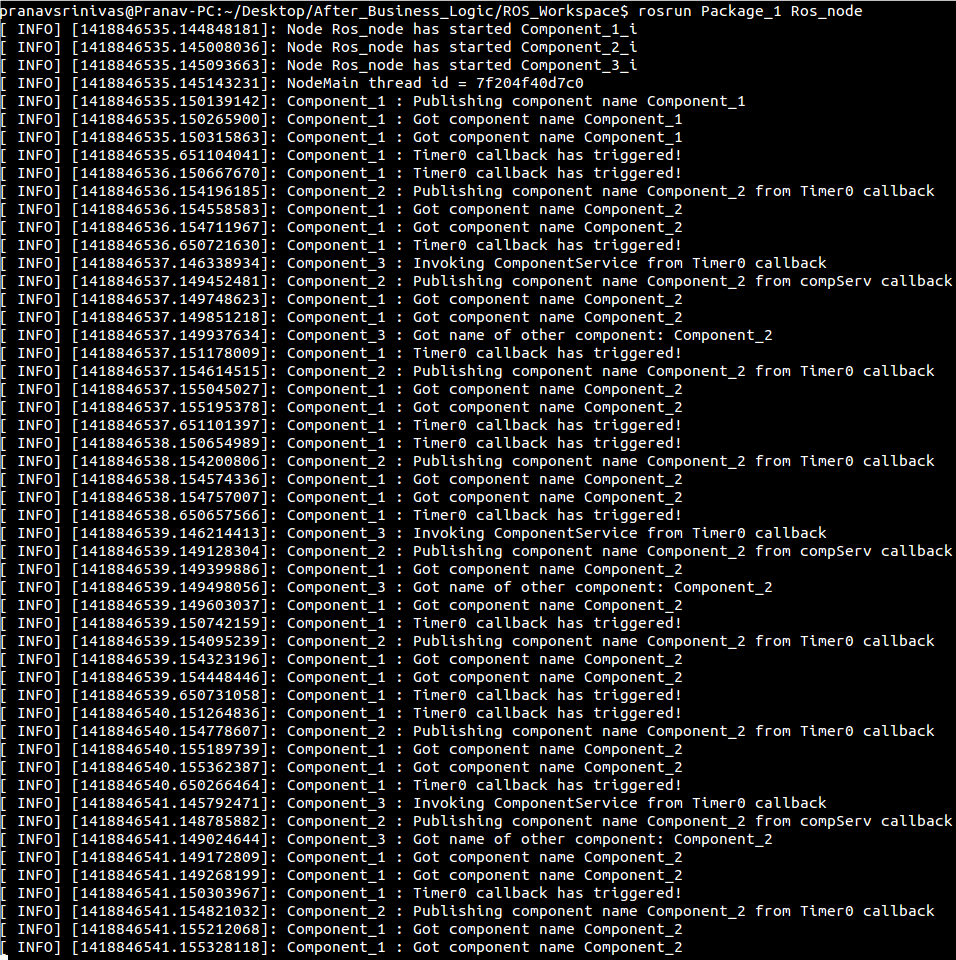 pranavsrinivas@Pranav-PC:~/Desktop/After_Business_Logic/ROS_Workspace$ rosrun Package_1 Ros_node
[ INFO] [1418846535.144848181]: Node Ros_node has started Component_1_i
[ INFO] [1418846535.145008036]: Node Ros_node has started Component_2_i
[ INFO] [1418846535.145093663]: Node Ros_node has started Component_3_i
[ INFO] [1418846535.145143231]: NodeMain thread id = 7f204f40d7c0
[ INFO] [1418846535.150139142]: Component_1 : Publishing component name Component_1
[ INFO] [1418846535.150265900]: Component_1 : Got component name Component_1
[ INFO] [1418846535.150315863]: Component_1 : Got component name Component_1
[ INFO] [1418846535.651104041]: Component_1 : Timer0 callback has triggered!
[ INFO] [1418846536.150667670]: Component_1 : Timer0 callback has triggered!
[ INFO] [1418846536.154196185]: Component_2 : Publishing component name Component_2 from Timer0 callback
[ INFO] [1418846536.154558583]: Component_1 : Got component name Component_2
[ INFO] [1418846536.154711967]: Component_1 : Got component name Component_2
[ INFO] [1418846536.650721630]: Component_1 : Timer0 callback has triggered!
[ INFO] [1418846537.146338934]: Component_3 : Invoking ComponentService from Timer0 callback
[ INFO] [1418846537.149452481]: Component_2 : Publishing component name Component_2 from compServ callback
[ INFO] [1418846537.149748623]: Component_1 : Got component name Component_2
[ INFO] [1418846537.149851218]: Component_1 : Got component name Component_2
[ INFO] [1418846537.149937634]: Component_3 : Got name of other component: Component_2
[ INFO] [1418846537.151178009]: Component_1 : Timer0 callback has triggered!
[ INFO] [1418846537.154614515]: Component_2 : Publishing component name Component_2 from Timer0 callback
[ INFO] [1418846537.155045027]: Component_1 : Got component name Component_2
[ INFO] [1418846537.155195378]: Component_1 : Got component name Component_2
[ INFO] [1418846537.651101397]: Component_1 : Timer0 callback has triggered!
[ INFO] [1418846538.150654989]: Component_1 : Timer0 callback has triggered!
[ INFO] [1418846538.154200806]: Component_2 : Publishing component name Component_2 from Timer0 callback
[ INFO] [1418846538.154574336]: Component_1 : Got component name Component_2
[ INFO] [1418846538.154757007]: Component_1 : Got component name Component_2
[ INFO] [1418846538.650657566]: Component_1 : Timer0 callback has triggered!
[ INFO] [1418846539.146214413]: Component_3 : Invoking ComponentService from Timer0 callback
[ INFO] [1418846539.149128304]: Component_2 : Publishing component name Component_2 from compServ callback
[ INFO] [1418846539.149399886]: Component_1 : Got component name Component_2
[ INFO] [1418846539.149498056]: Component_3 : Got name of other component: Component_2
[ INFO] [1418846539.149603037]: Component_1 : Got component name Component_2
[ INFO] [1418846539.150742159]: Component_1 : Timer0 callback has triggered!
[ INFO] [1418846539.154095239]: Component_2 : Publishing component name Component_2 from Timer0 callback
[ INFO] [1418846539.154323196]: Component_1 : Got component name Component_2
[ INFO] [1418846539.154448446]: Component_1 : Got component name Component_2
[ INFO] [1418846539.650731058]: Component_1 : Timer0 callback has triggered!
[ INFO] [1418846540.151264836]: Component_1 : Timer0 callback has triggered!
[ INFO] [1418846540.154778607]: Component_2 : Publishing component name Component_2 from Timer0 callback
[ INFO] [1418846540.155189739]: Component_1 : Got component name Component_2
[ INFO] [1418846540.155362387]: Component_1 : Got component name Component_2
[ INFO] [1418846540.650266464]: Component_1 : Timer0 callback has triggered!
[ INFO] [1418846541.145792471]: Component_3 : Invoking ComponentService from Timer0 callback
[ INFO] [1418846541.148785882]: Component_2 : Publishing component name Component_2 from compServ callback
[ INFO] [1418846541.149024644]: Component_3 : Got name of other component: Component_2
[ INFO] [1418846541.149172809]: Component_1 : Got component name Component_2
[ INFO] [1418846541.149268199]: Component_1 : Got component name Component_2
[ INFO] [1418846541.150303967]: Component_1 : Timer0 callback has triggered!
[ INFO] [1418846541.154821032]: Component_2 : Publishing component name Component_2 from Timer0 callback
[ INFO] [1418846541.155212068]: Component_1 : Got component name Component_2
[ INFO] [1418846541.155328118]: Component_1 : Got component name Component_2